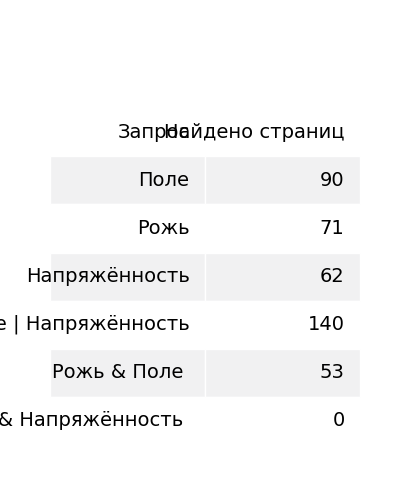 Запрос Найдено страниц
Поле 90
Рожь 71
Напряжённость 62
| Напряжённость 140
Рожь & Поле 53
& Напряжённость 0